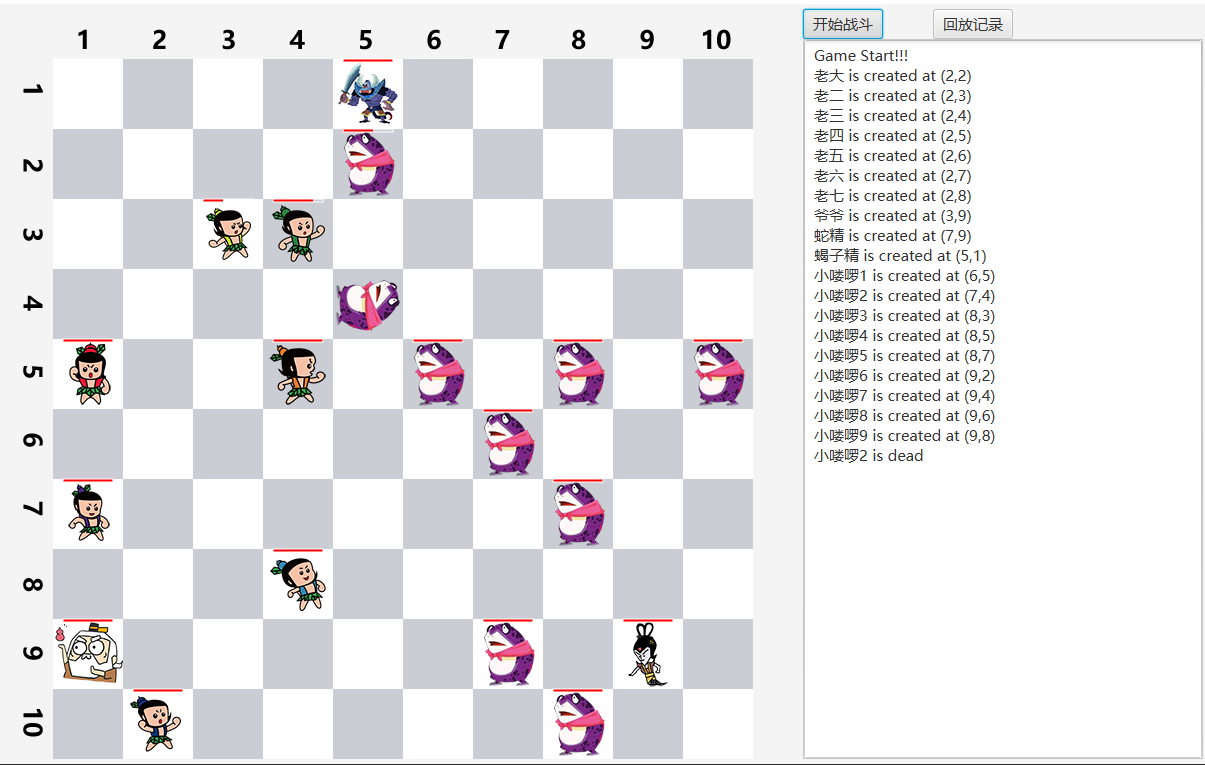 开始战斗 回放记录
1 2 3 4 5 6 7 8 9 10
1
2
3
4
5
6
7
8
9
10
Game Start!!!
老大 is created at (2,2)
老二 is created at (2,3)
老三 is created at (2,4)
老四 is created at (2,5)
老五 is created at (2,6)
老六 is created at (2,7)
老七 is created at (2,8)
爷爷 is created at (3,9)
蛇精 is created at (7,9)
蝎子精 is created at (5,1)
小喽啰1 is created at (6,5)
小喽啰2 is created at (7,4)
小喽啰3 is created at (8,3)
小喽啰4 is created at (8,5)
小喽啰5 is created at (8,7)
小喽啰6 is created at (9,2)
小喽啰7 is created at (9,4)
小喽啰8 is created at (9,6)
小喽啰9 is created at (9,8)
小喽啰2 is dead